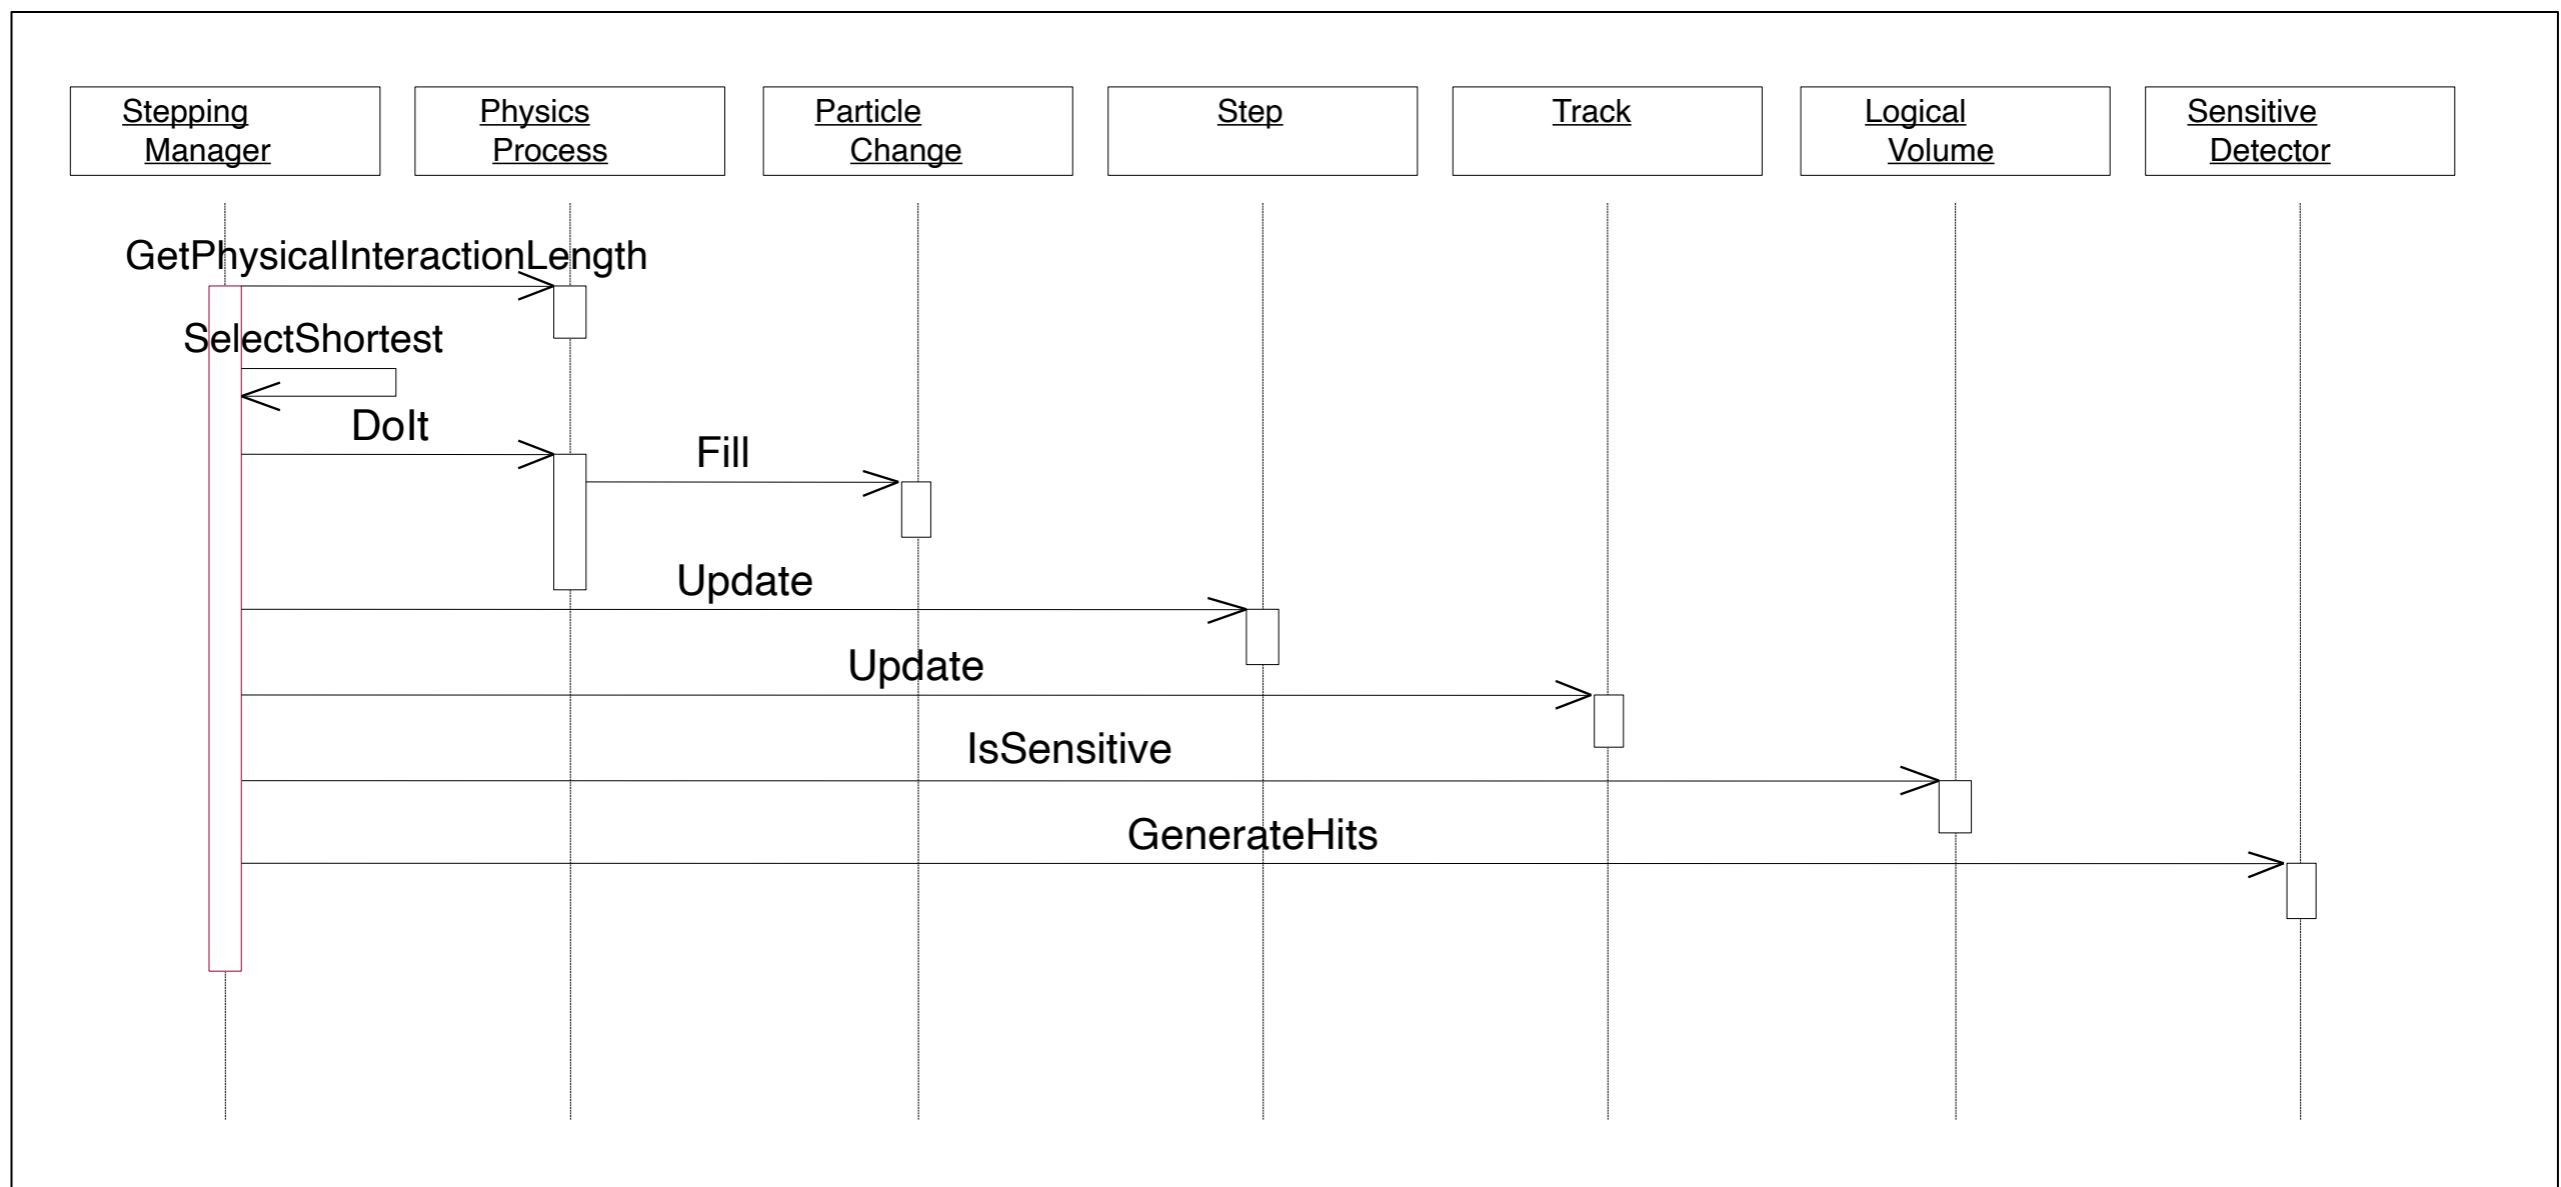 Stepping
Manager
Physics
Process
Particle
Change
Step
Track
Logical
Volume
Sensitive
Detector
GetPhysicalInteractionLength
SelectShortest
DoIt
Fill
Update
Update
IsSensitive
GenerateHits